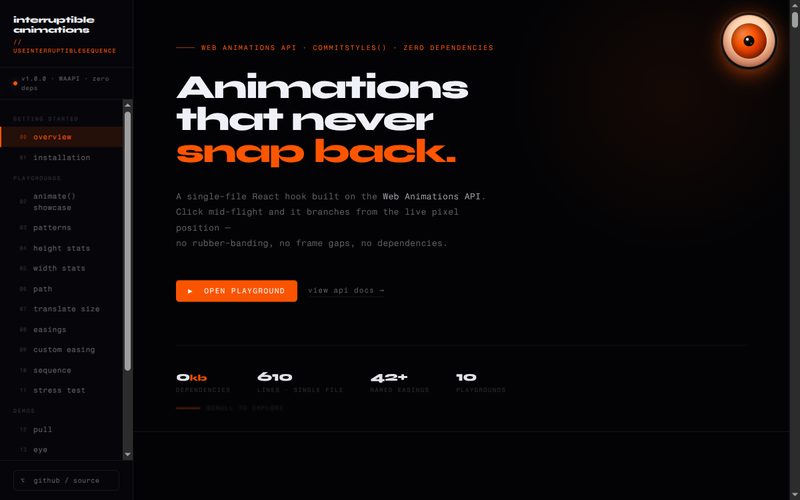 interruptible
animations
//
USEINTERRUPTIBLESEQUENCE
v1.0.0 · WAAPI · zero
deps
GETTING STARTED
00 overview
01 installation
PLAYGROUNDS
02 animate()
showcase
03 patterns
04 height stats
05 width stats
06 path
07 translate size
08 easings
09 custom easing
10 sequence
11 stress test
DEMOS
12 pull
13 eye
⌥ github / source
WEB ANIMATIONS API · COMMITSTYLES() · ZERO DEPENDENCIES
Animations
that never
snap back.
A single-file React hook built on the Web Animations API.
Click mid-flight and it branches from the live pixel
position —
no rubber-banding, no frame gaps, no dependencies.
▶ OPEN PLAYGROUND
view api docs →
0kb
DEPENDENCIES
610
LINES — SINGLE FILE
42+
NAMED EASINGS
10
PLAYGROUNDS
SCROLL TO EXPLORE